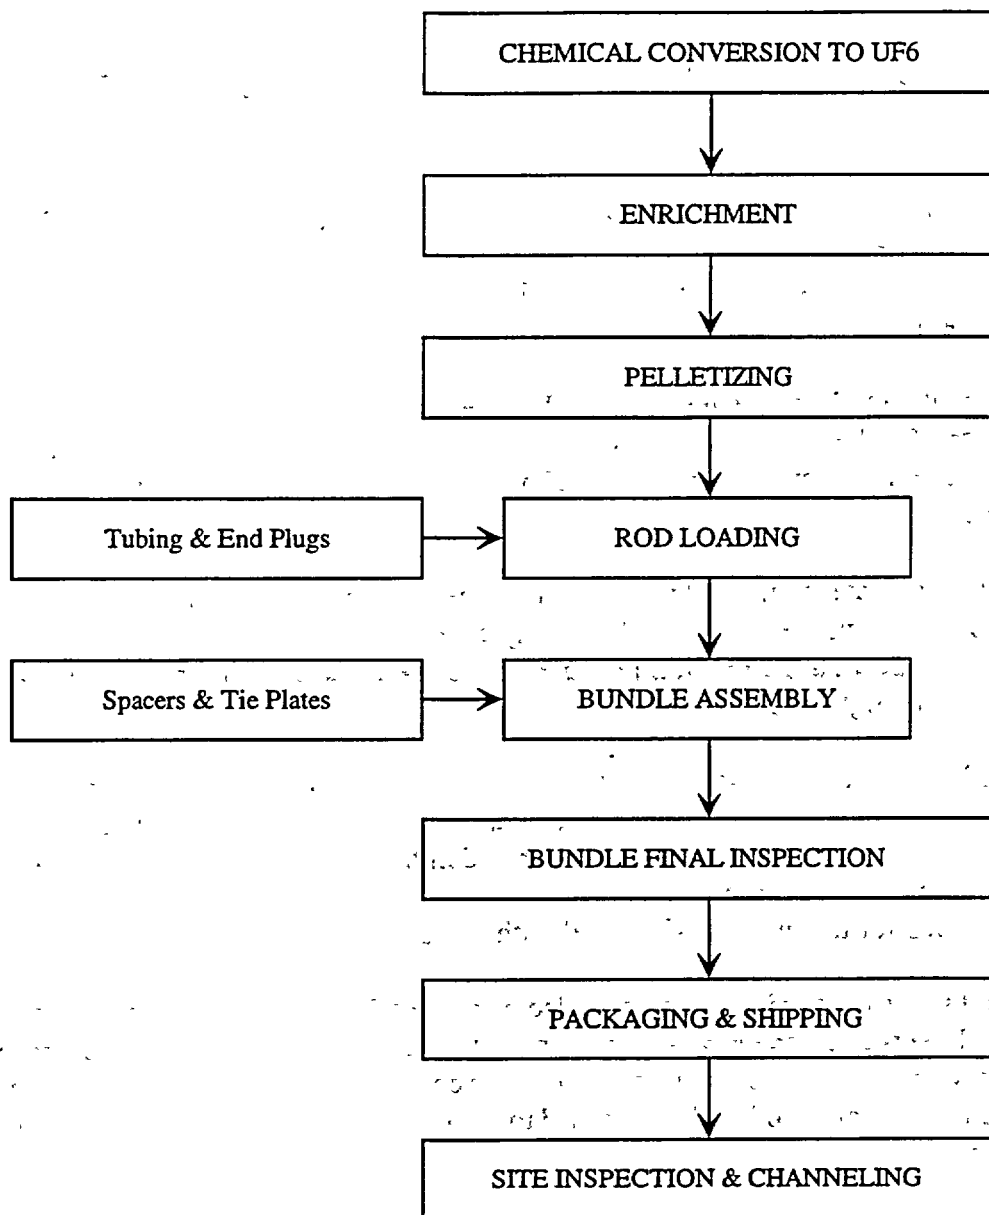 CHEMICAL CONVERSION TO UF6
ENRICHMENT
PELLETIZING
Tubing & End Plugs
ROD LOADING
Spacers & Tie Plates
BUNDLE ASSEMBLY
BUNDLE FINAL INSPECTION
PACKAGING & SHIPPING
SITE INSPECTION & CHANNELING